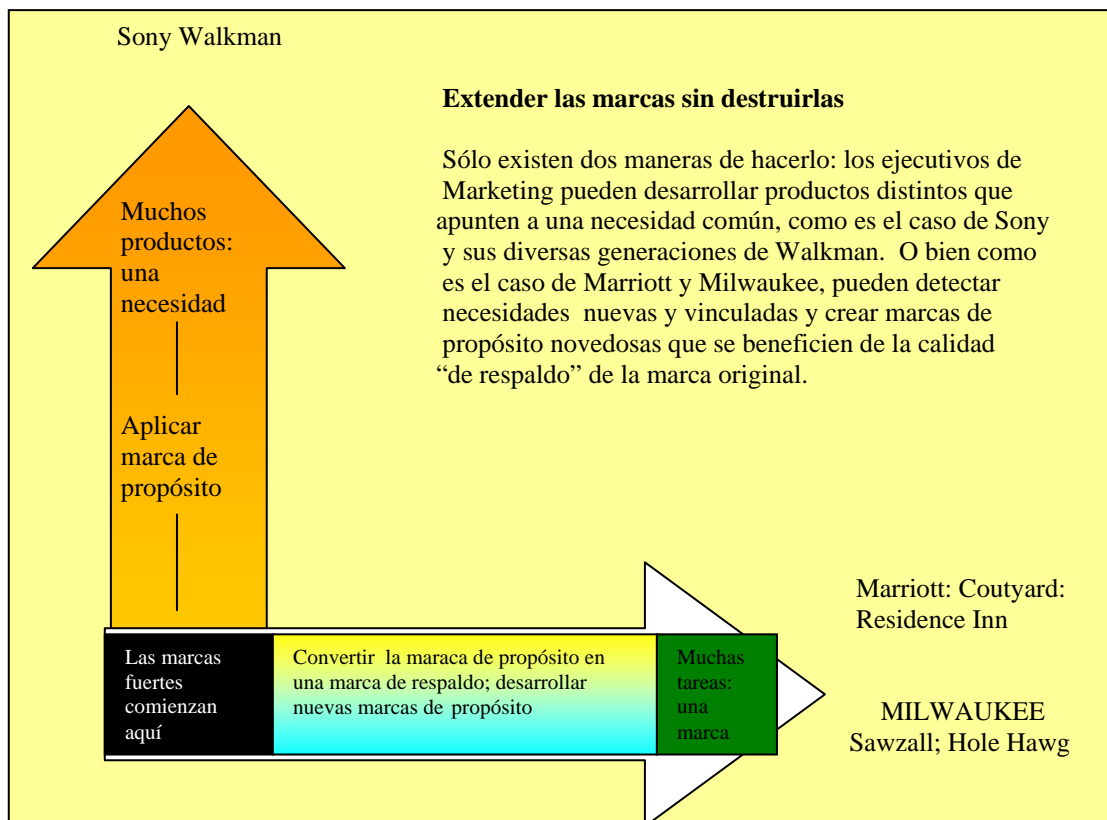 Sony Walkman
Extender las marcas sin destruirlas
Sólo existen dos maneras de hacerlo: los ejecutivos de
Marketing pueden desarrollar productos distintos que
apunten a una necesidad común, como es el caso de Sony
y sus diversas generaciones de Walkman. O bien como
es el caso de Marriott y Milwaukee, pueden detectar
necesidades nuevas y vinculadas y crear marcas de
propósito novedosas que se beneficien de la calidad
“de respaldo” de la marca original.
Muchos
productos:
una
necesidad
Aplicar
marca de
propósito
Las marcas
fuertes
comienzan
aquí
Convertir la maraca de propósito en
una marca de respaldo; desarrollar
nuevas marcas de propósito
Muchas
tareas:
una
marca
Marriott: Coutyard:
Residence Inn
MILWAUKEE
Sawzall; Hole Hawg